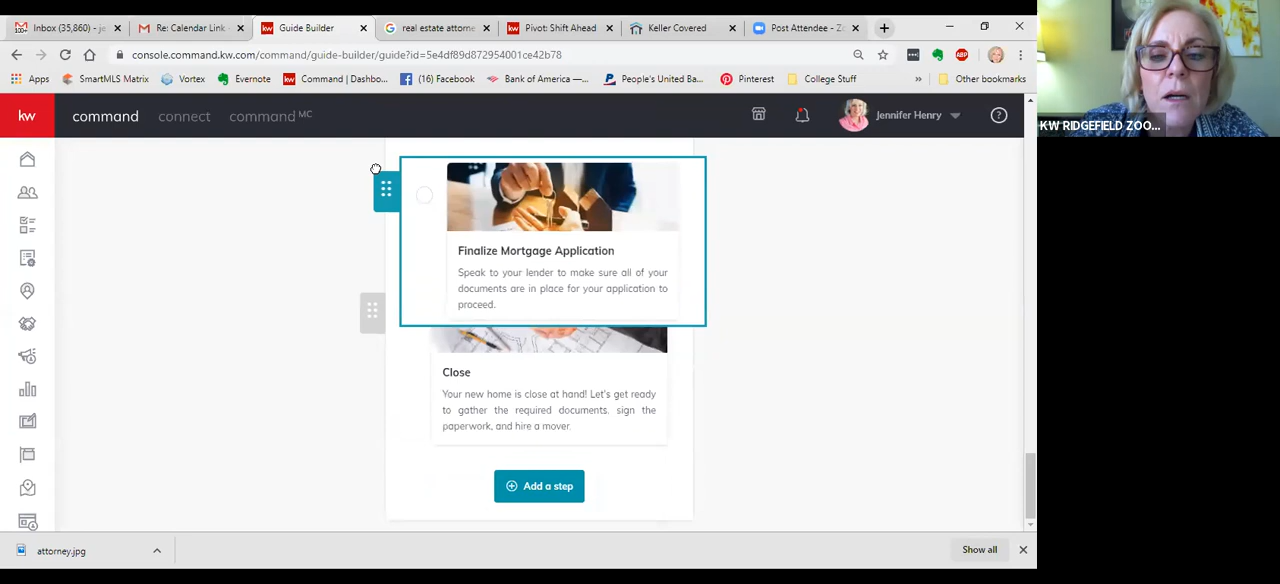 Inbox (35,860) - je
Re: Calendar Link -
Guide Builder
real estate attorne
Pivot: Shift Ahead
Keller Covered
Post Attendee - Zo
console.command.kw.com/command/guide-builder/guide?id=5e4df89d872954001ce42b78
Apps
SmartMLS Matrix
Vortex
Evernote
Command | Dashbo...
(16) Facebook
Bank of America —...
People's United Ba...
Pinterest
College Stuff
»
Other bookmarks
kw
command
connect
command MC
Jennifer Henry
KW RIDGEFIELD ZOO...
Finalize Mortgage Application
Speak to your lender to make sure all of your
documents are in place for your application to
proceed.
Close
Your new home is close at hand! Let's get ready
to gather the required documents, sign the
paperwork, and hire a mover.
Add a step
attorney.jpg
Show all